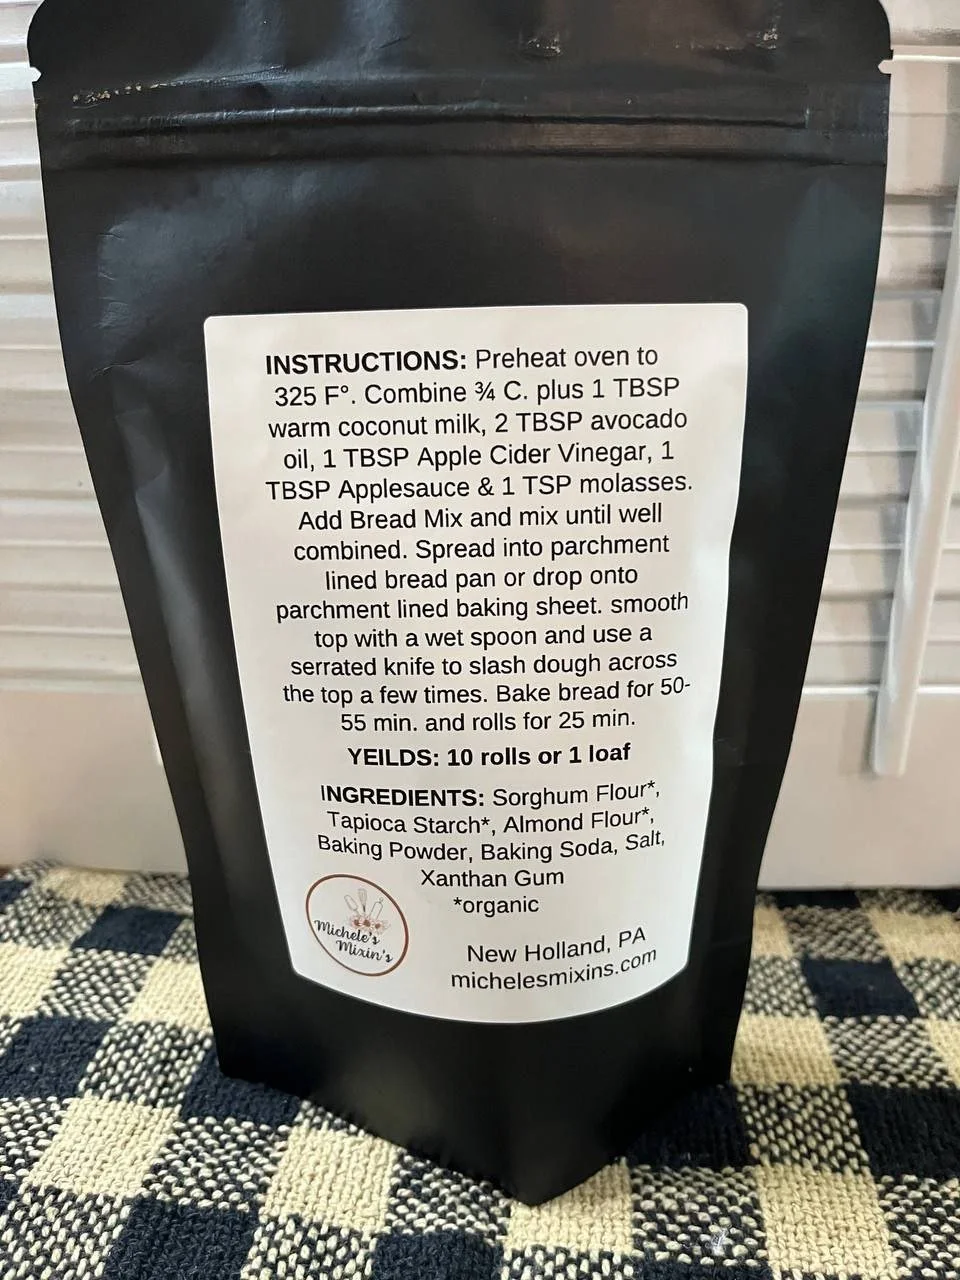 INSTRUCTIONS: Preheat oven to
325 F°. Combine ¾ C. plus 1 TBSP
warm coconut milk, 2 TBSP avocado
oil, 1 TBSP Apple Cider Vinegar, 1
TBSP Applesauce & 1 TSP molasses.
Add Bread Mix and mix until well
combined. Spread into parchment
lined bread pan or drop onto
parchment lined baking sheet. smooth
top with a wet spoon and use a
serrated knife to slash dough across
the top a few times. Bake bread for 50-
55 min. and rolls for 25 min.
YEILDS: 10 rolls or 1 loaf
INGREDIENTS: Sorghum Flour*,
Tapioca Starch*, Almond Flour*,
Baking Powder, Baking Soda, Salt,
Xanthan Gum
*organic
Michele's
Mixin's
New Holland, PA
michelesmixins.com